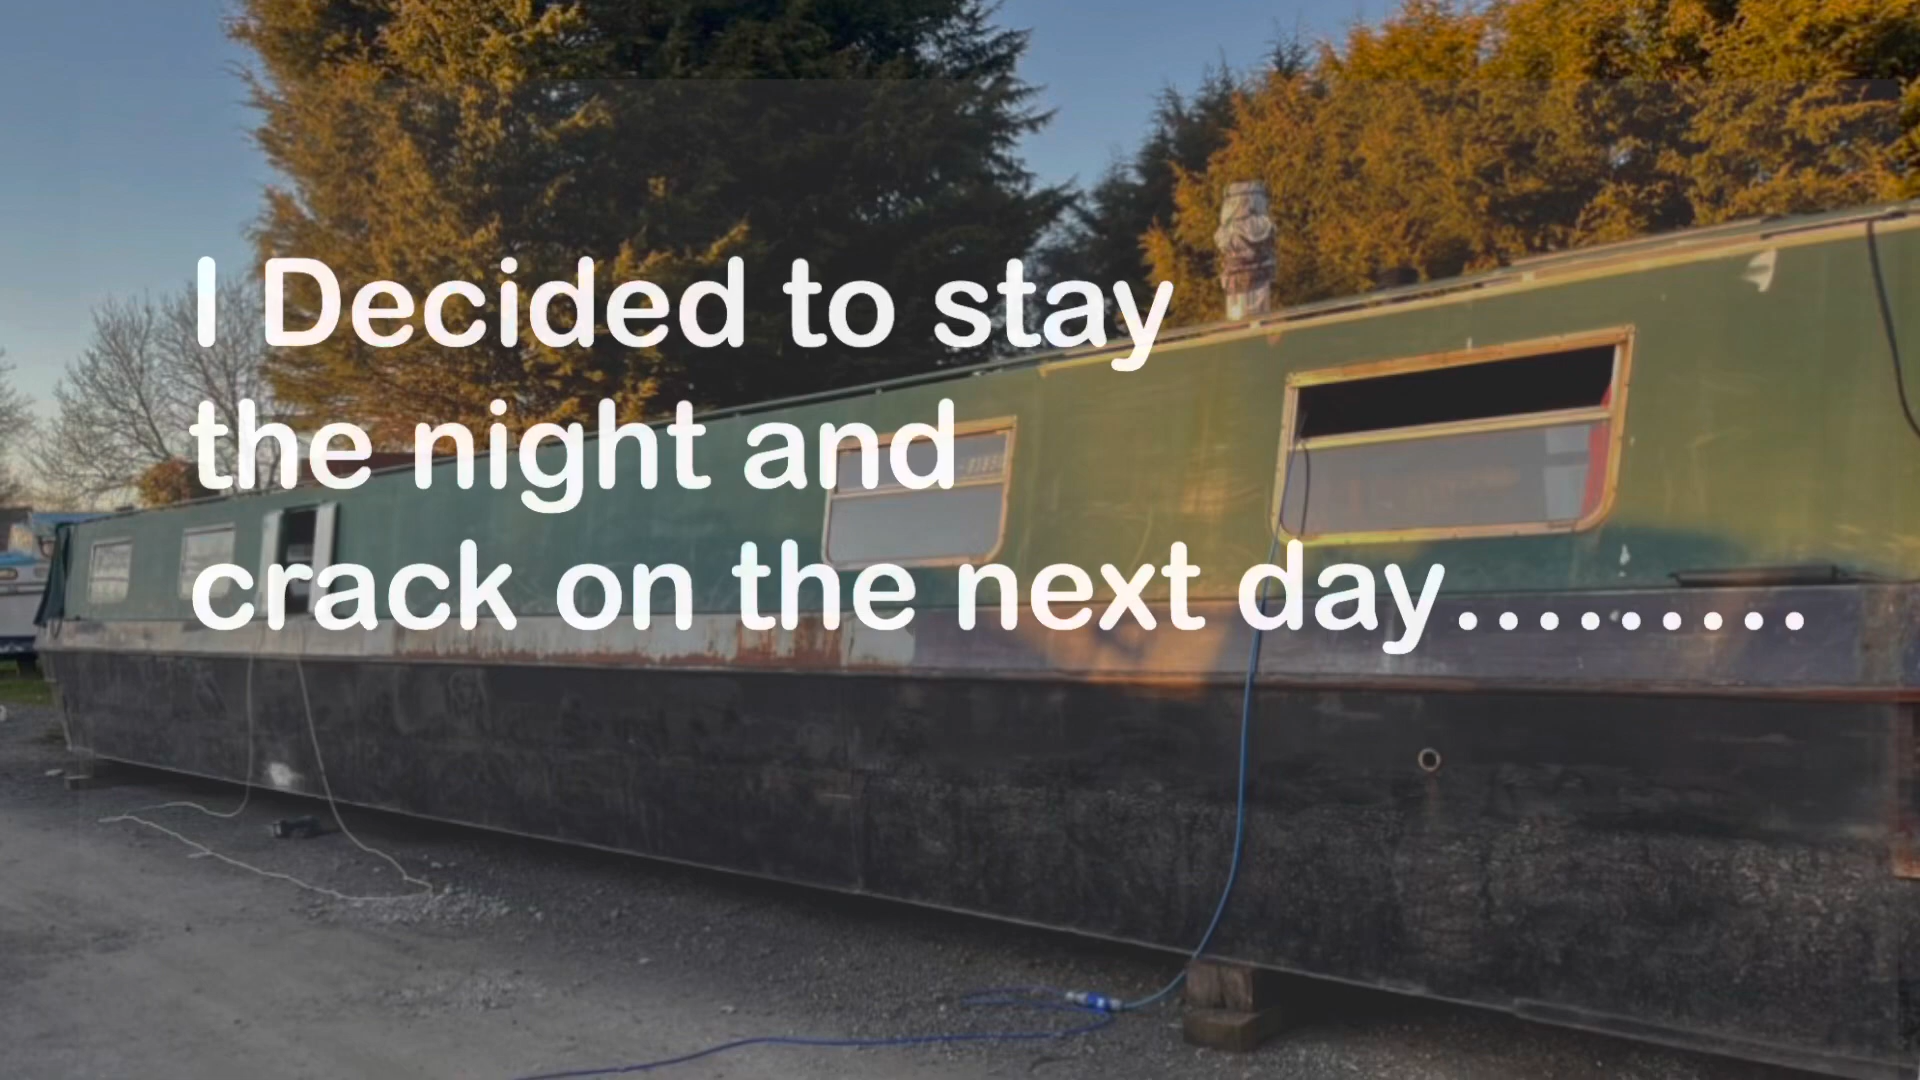 I Decided to stay
the night and
crack on the next day.........